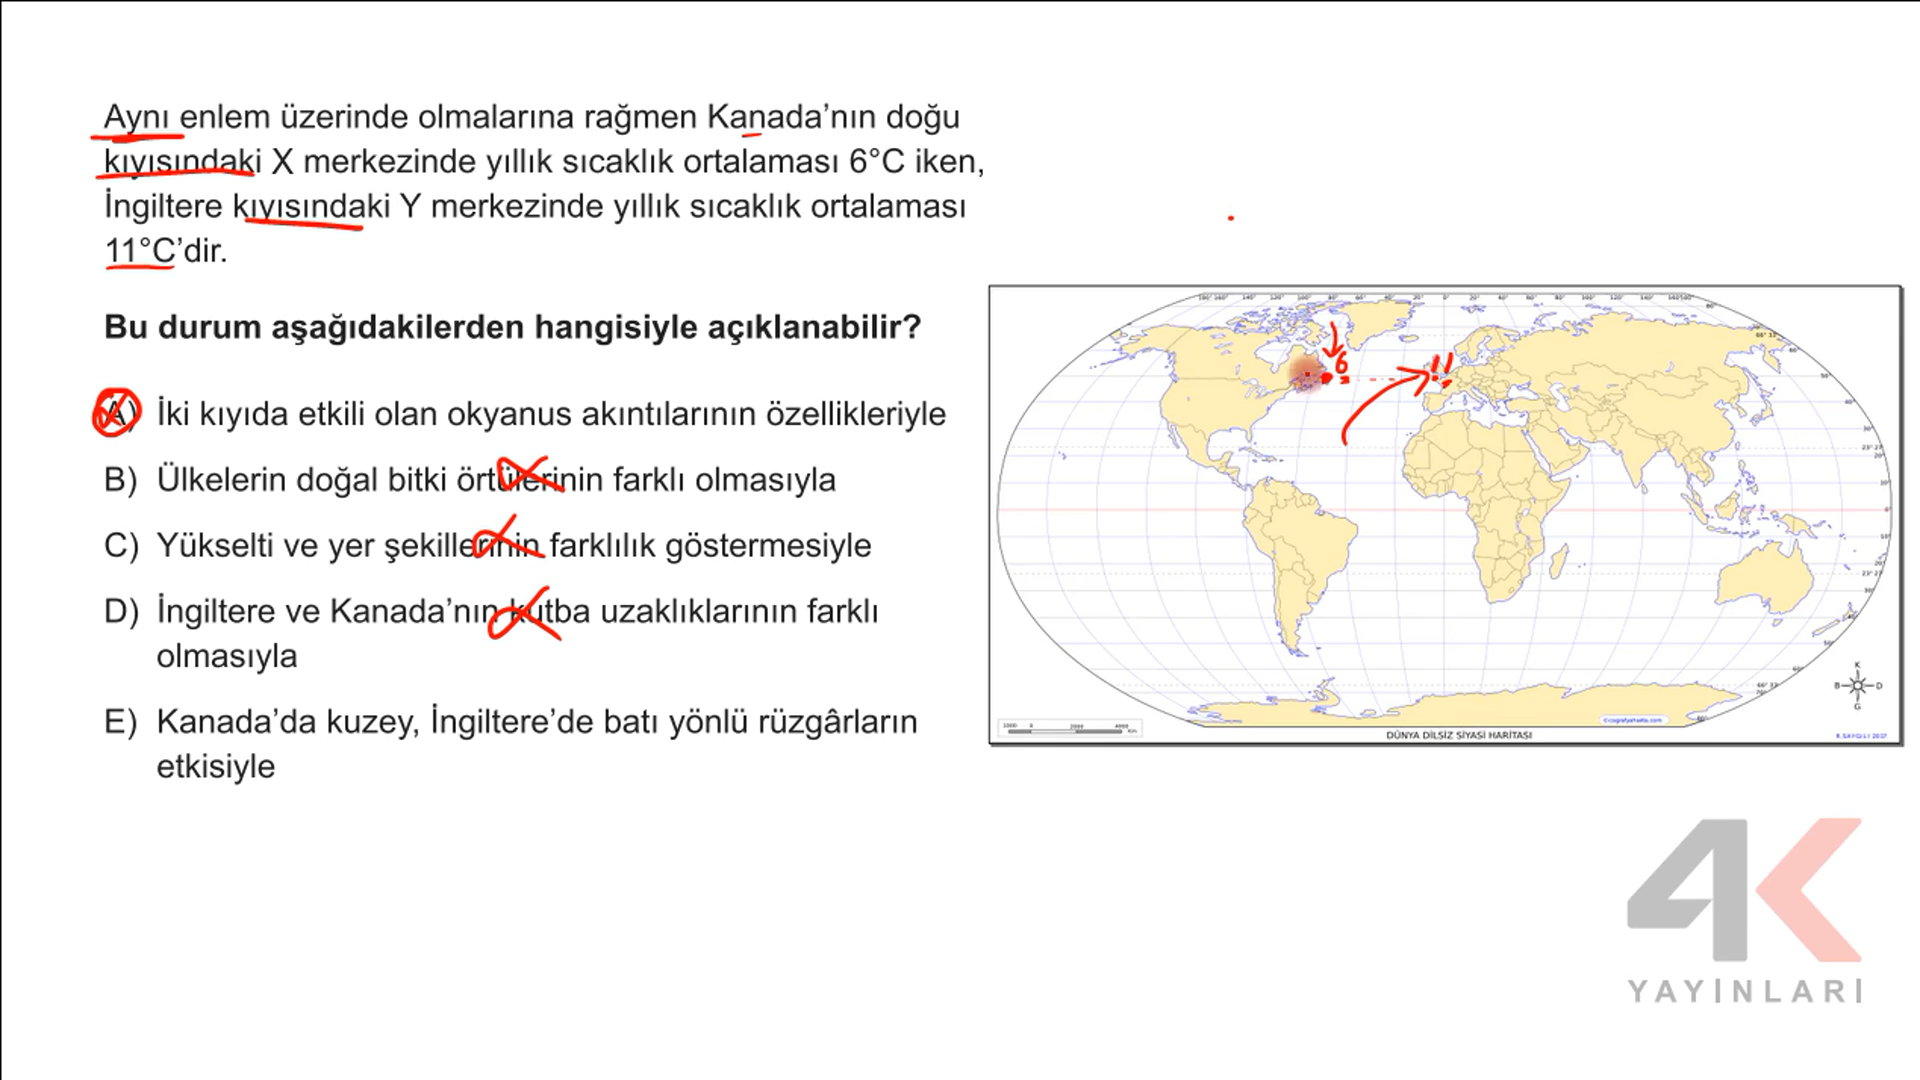 Aynı enlem üzerinde olmalarına rağmen Kanada'nın doğu
kıyısındaki X merkezinde yıllık sıcaklık ortalaması 6°C iken,
İngiltere kıyısındaki Y merkezinde yıllık sıcaklık ortalaması
11°C'dir.
Bu durum aşağıdakilerden hangisiyle açıklanabilir?
A) İki kıyıda etkili olan okyanus akıntılarının özellikleriyle
B) Ülkelerin doğal bitki örtülerinin farklı olmasıyla
C) Yükselti ve yer şekillerinin farklılık göstermesiyle
D) İngiltere ve Kanada'nın kutba uzaklıklarının farklı
olmasıyla
E) Kanada'da kuzey, İngiltere'de batı yönlü rüzgârların
etkisiyle
6
11
K
B D
G
DÜNYA DİLSİZ SİYASİ HARİTASI
4K
YAYINLARI